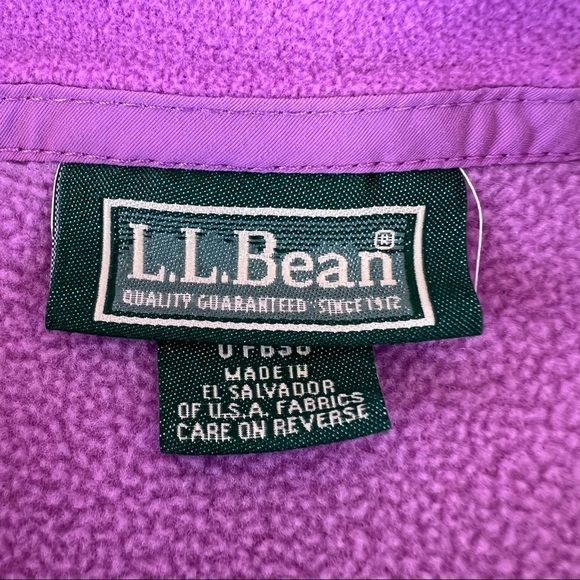 L.L.Bean®
QUALITY GUARANTEED · SINCE 1912
MADE IN
EL SALVADOR
OF U.S.A. FABRICS
CARE ON REVERSE